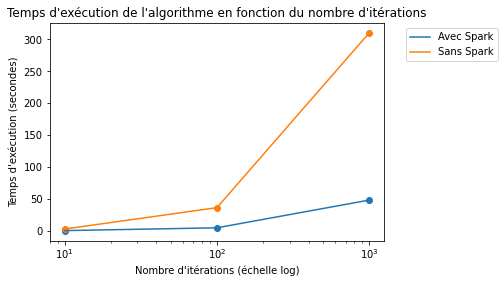 Temps d'exécution de l'algorithme en fonction du nombre d'itérations
Avec Spark
Sans Spark
Temps d'exécution (secondes)
300
250
200
150
100
50
0
10¹
10²
10³
Nombre d'itérations (échelle log)